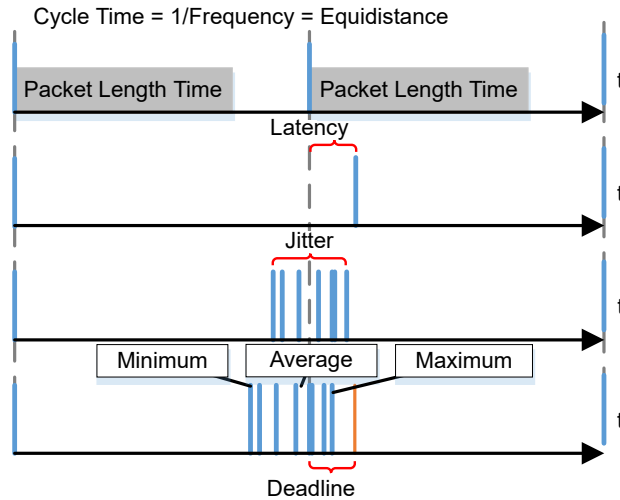 Cycle Time = 1/Frequency = Equidistance
Packet Length Time
Packet Length Time
t
Latency
t
Jitter
t
Minimum
Average
Maximum
t
Deadline